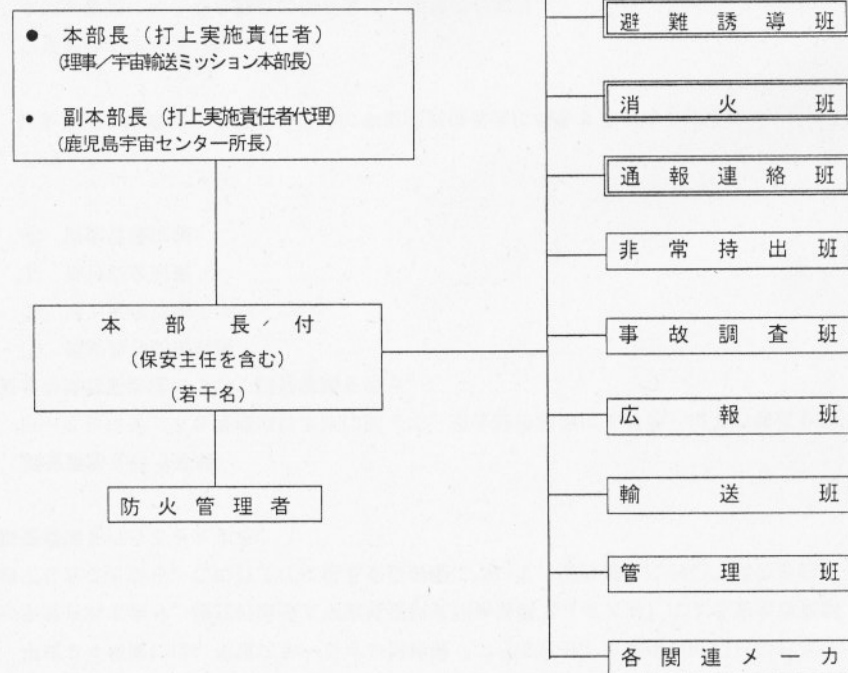 ● 本部長(打上実施責任者)
(理事/宇宙輸送ミッション本部長)
• 副本部長(打上実施責任者代理)
(鹿児島宇宙センター所長)
本部長付
(保安主任を含む)
(若干名)
防火管理者
避難誘導班
消火班
通報連絡班
非常持出班
事故調査班
広報班
輸送班
管理班
各関連メーカ